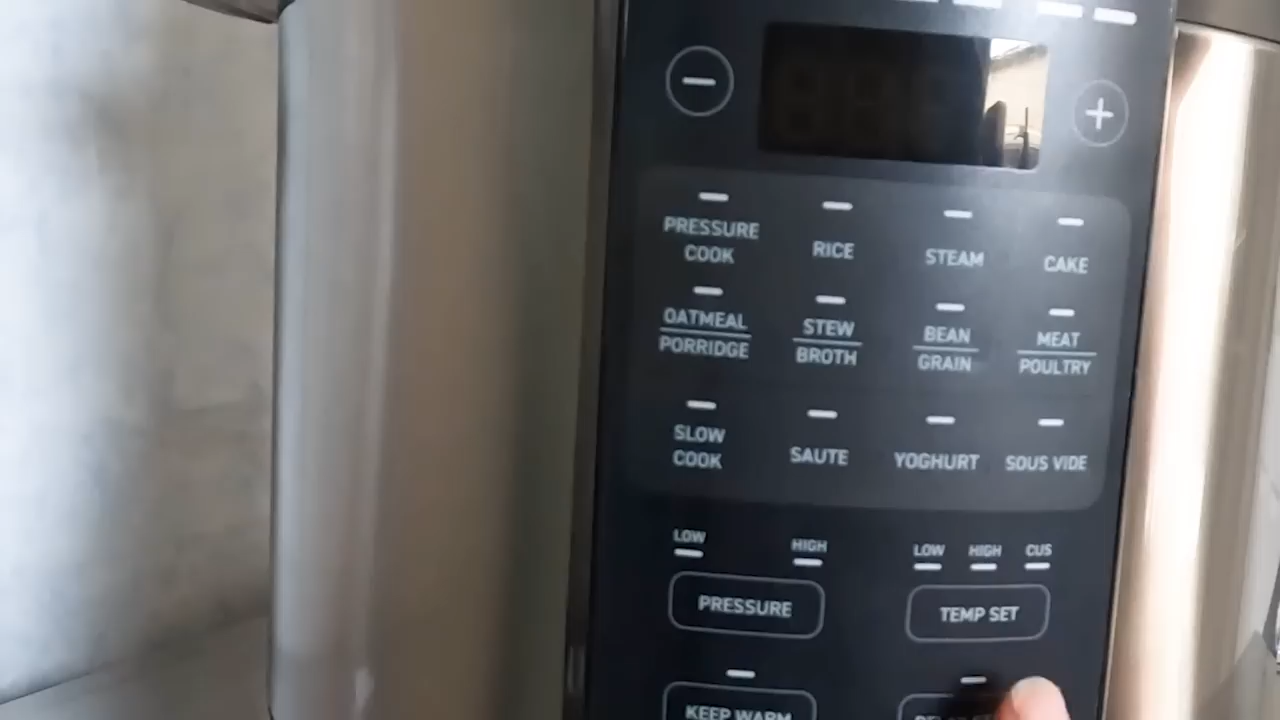 PRESSURE COOK
RICE
STEAM
CAKE
OATMEAL
PORRIDGE
STEW
BROTH
BEAN
GRAIN
MEAT
POULTRY
SLOW COOK
SAUTE
YOGHURT
SOUS VIDE
LOW
HIGH
LOW
HIGH
CUS
PRESSURE
TEMP SET
KEEP WARM